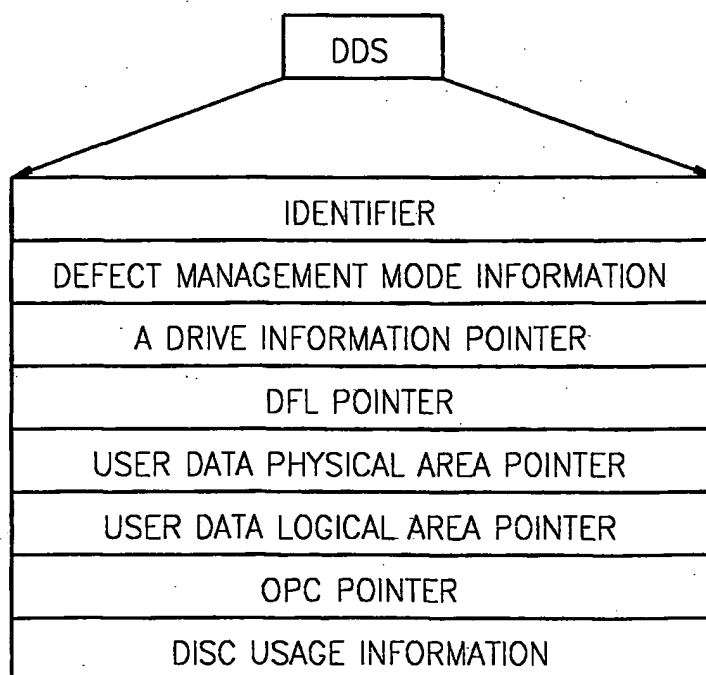 DDS
IDENTIFIER
DEFECT MANAGEMENT MODE INFORMATION
A DRIVE INFORMATION POINTER
DFL POINTER
USER DATA PHYSICAL AREA POINTER
USER DATA LOGICAL AREA POINTER
OPC POINTER
DISC USAGE INFORMATION